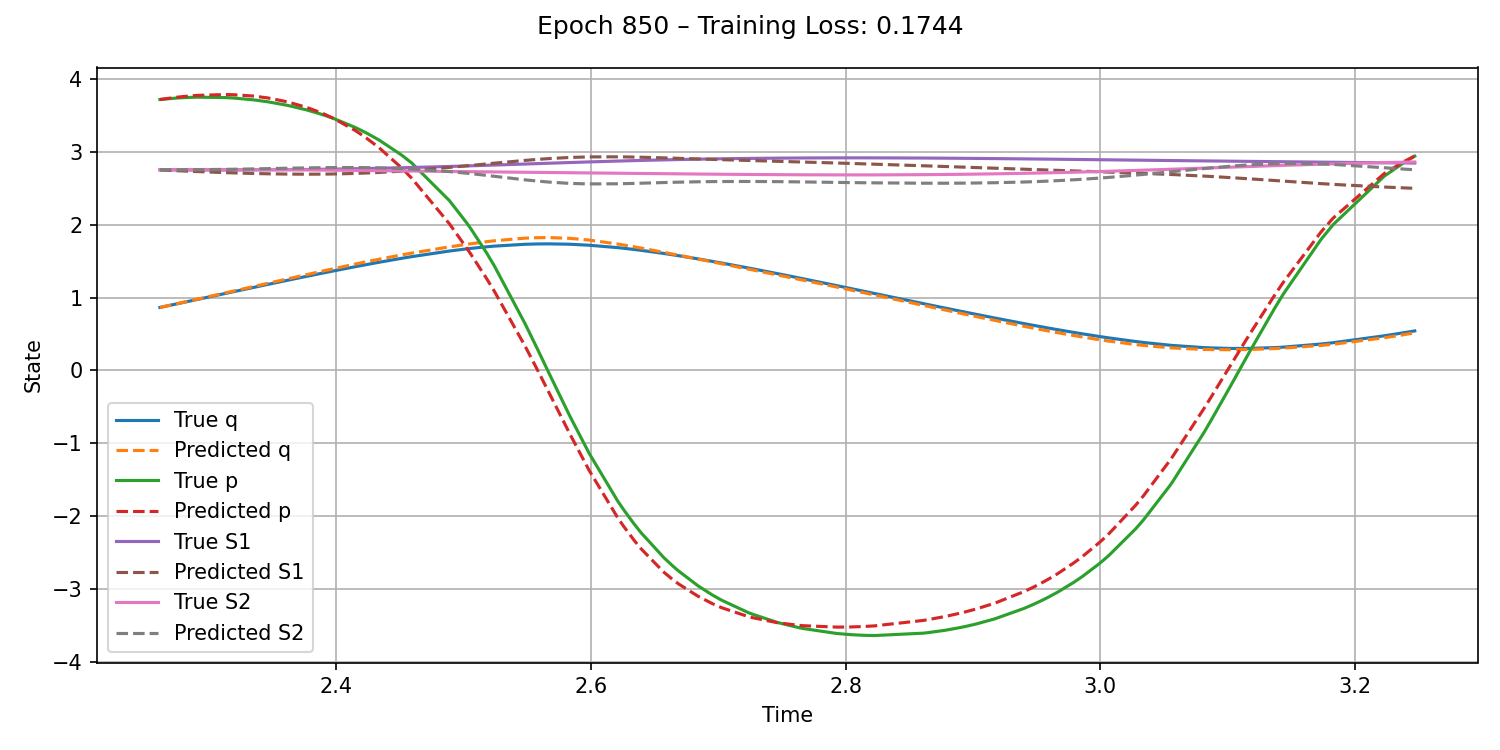 Epoch 850 – Training Loss: 0.1744
4
3
2
1
0
−1
−2
−3
−4
State
True q
Predicted q
True p
Predicted p
True S1
Predicted S1
True S2
Predicted S2
2.4 2.6 2.8 3.0 3.2
Time